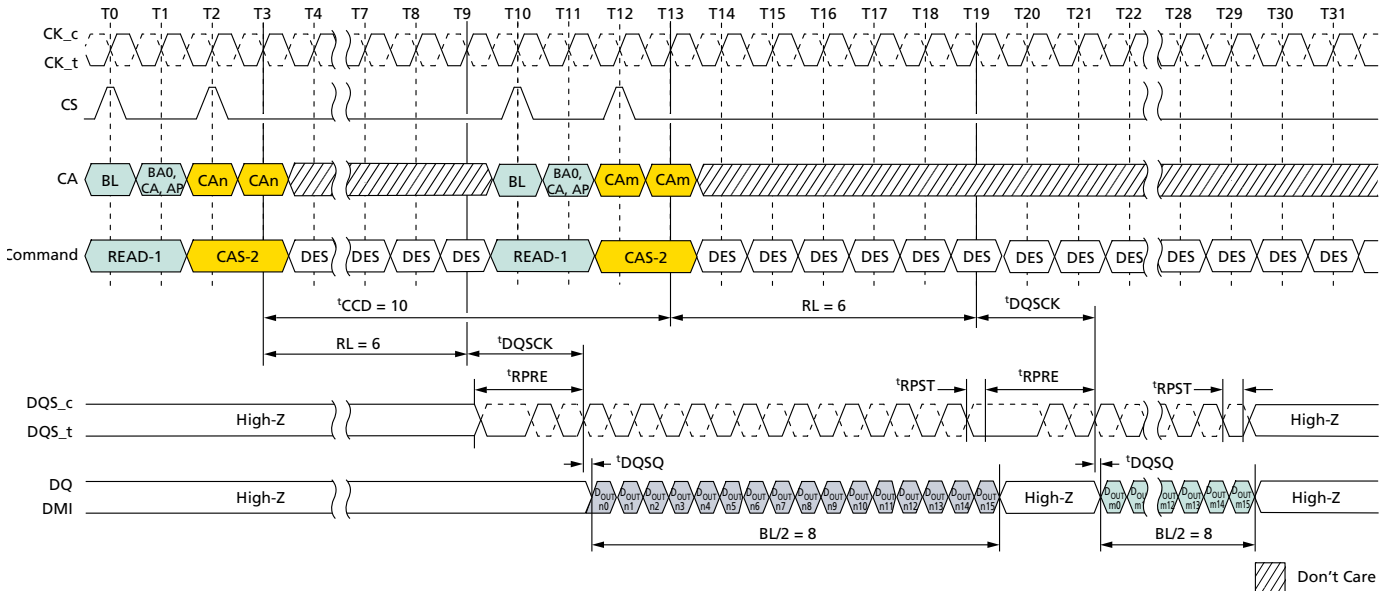 T0 T1 T2 T3 T4 T7 T8 T9 T10 T11 T12 T13 T14 T15 T16 T17 T18 T19 T20 T21 T22 T28 T29 T30 T31
CK_c
CK_t
CS
CA BL BA0, CA, AP CAn CAn BL BA0, CA, AP CAm CAm
Command READ-1 CAS-2 DES DES DES DES READ-1 CAS-2 DES DES DES DES DES DES DES DES DES DES DES DES DES
tCCD = 10 RL = 6 tDQSCK
RL = 6 tDQSCK
tRPRE tRPST tRPRE tRPST
DQS_c
DQS_t
High-Z High-Z
tDQSQ tDQSQ
DQ
DMI
High-Z DOUT n0 DOUT n1 DOUT n2 DOUT n3 DOUT n4 DOUT n5 DOUT n6 DOUT n7 DOUT n8 DOUT n9 DOUT n10 DOUT n11 DOUT n12 DOUT n13 DOUT n14 DOUT n15 High-Z DOUT m0 DOUT m12 DOUT m13 DOUT m14 DOUT m15 High-Z
BL/2 = 8 BL/2 = 8
Don't Care